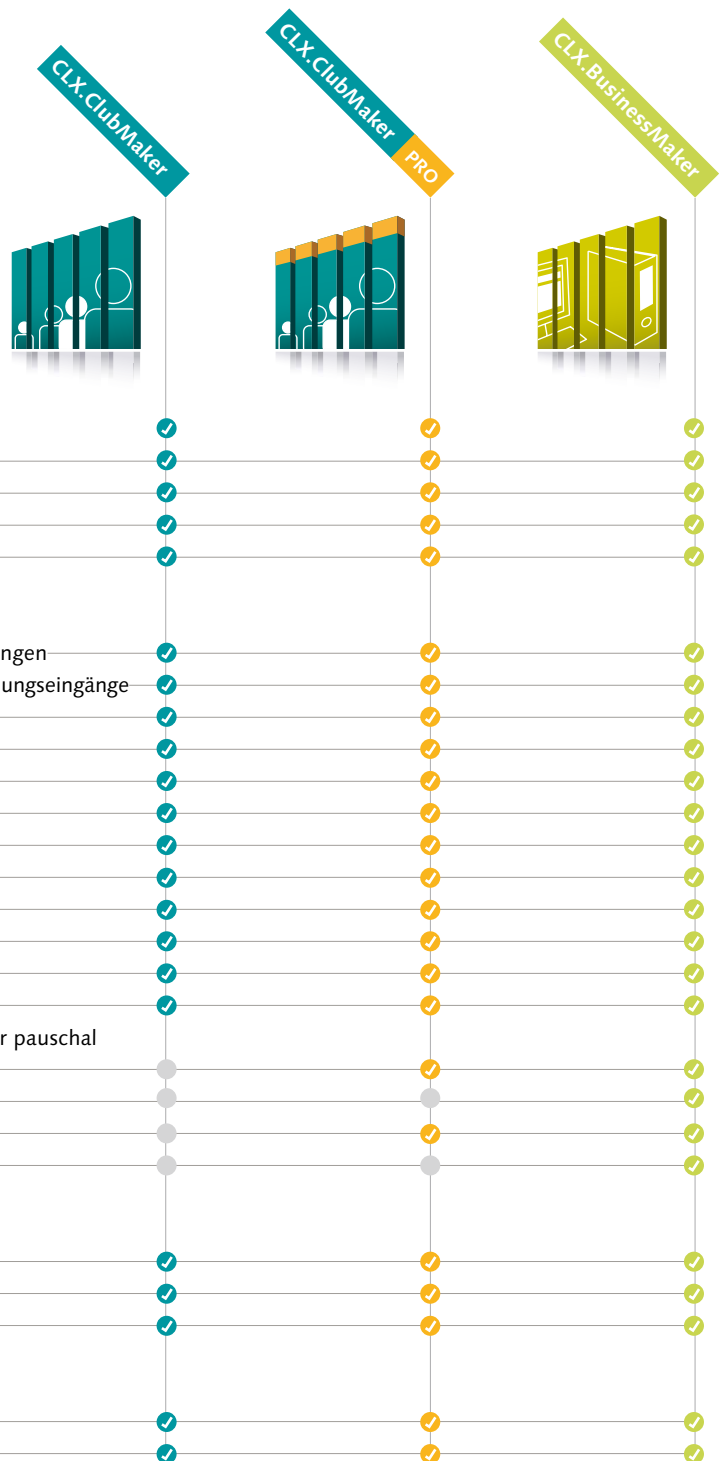 CLX.ClubMaker
CLX.ClubMaker PRO
CLX.BusinessMaker
ngen
ungseingänge
r pauschal